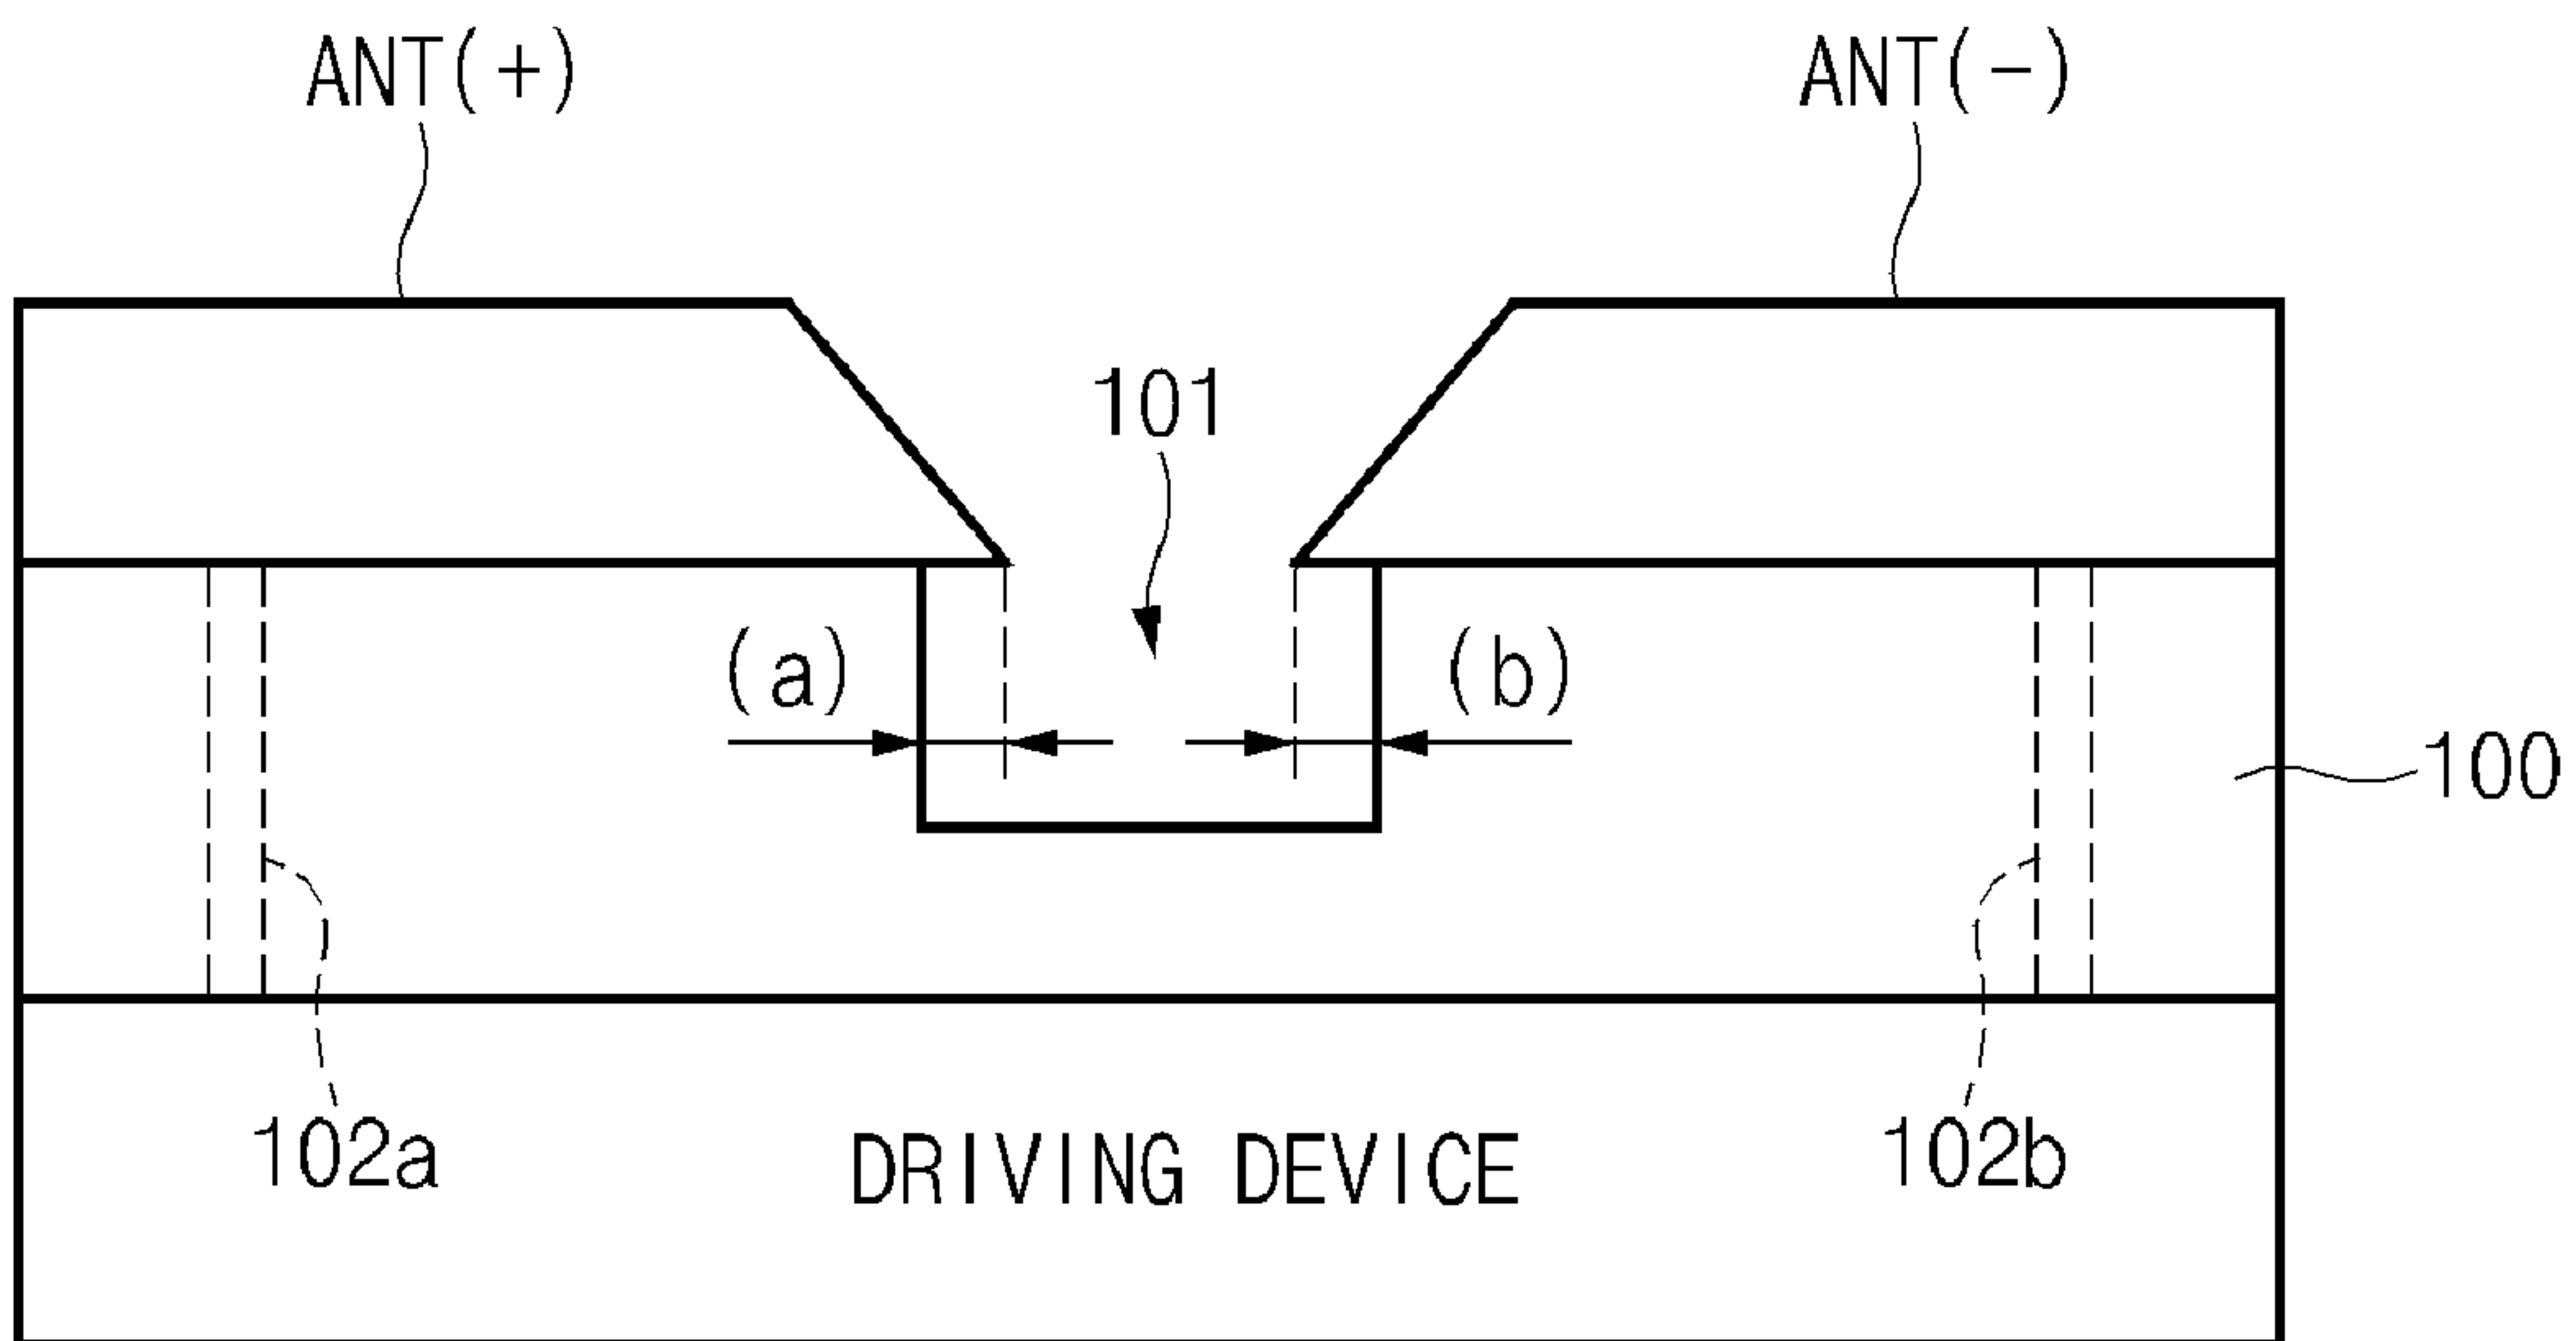 ANT(+)
ANT(-)
101
(a)
(b)
100
102a
102b
DRIVING DEVICE